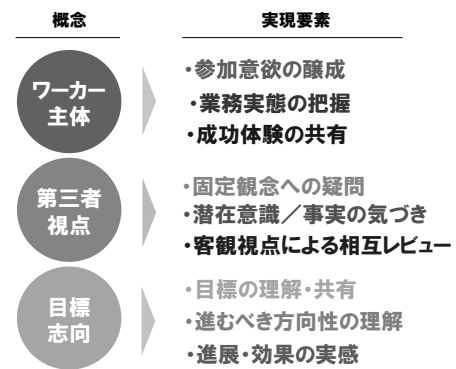 概念
実現要素
ワーカー
主体
・参加意欲の醸成
・業務実態の把握
・成功体験の共有
第三者
視点
・固定観念への疑問
・潜在意識／事実の気づき
・客観視点による相互レビュー
目標
志向
・目標の理解・共有
・進むべき方向性の理解
・進展・効果の実感